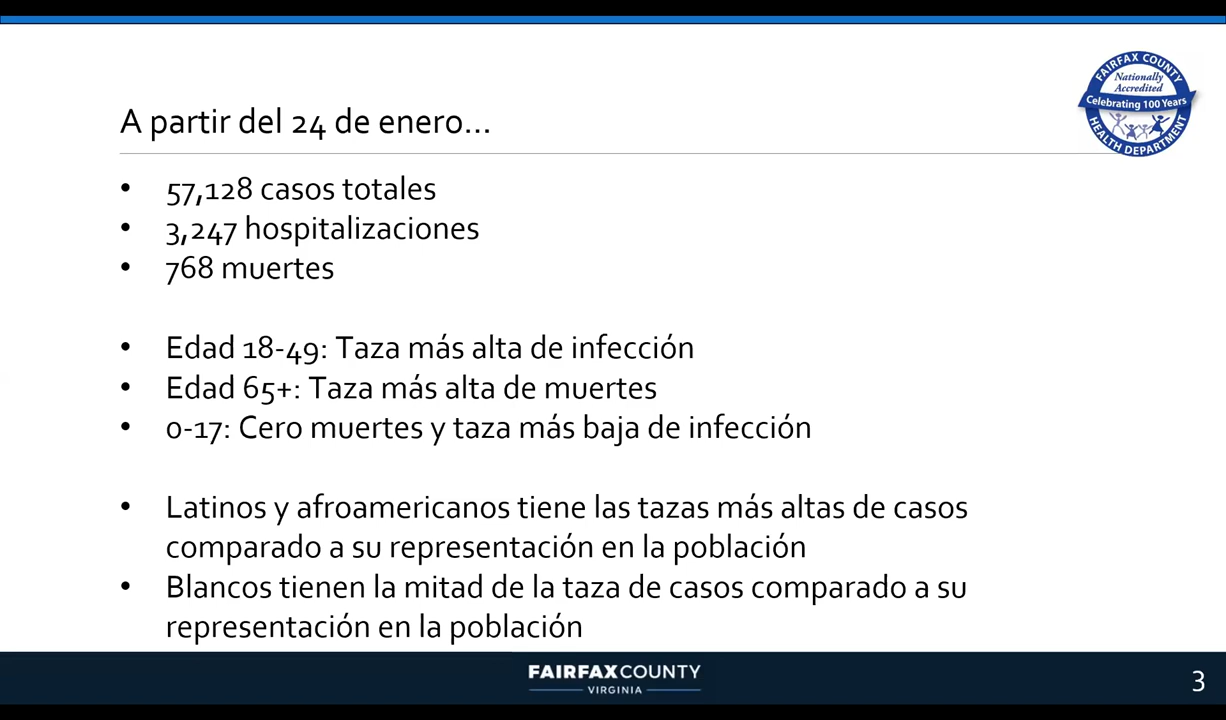 FAIRFAX COUNTY
Nationally
Accredited
Celebrating 100 Years
HEALTH DEPARTMENT
A partir del 24 de enero...
• 57,128 casos totales
• 3,247 hospitalizaciones
• 768 muertes
• Edad 18-49: Taza más alta de infección
• Edad 65+: Taza más alta de muertes
• 0-17: Cero muertes y taza más baja de infección
• Latinos y afroamericanos tiene las tazas más altas de casos
comparado a su representación en la población
• Blancos tienen la mitad de la taza de casos comparado a su
representación en la población
FAIRFAX COUNTY
VIRGINIA
3